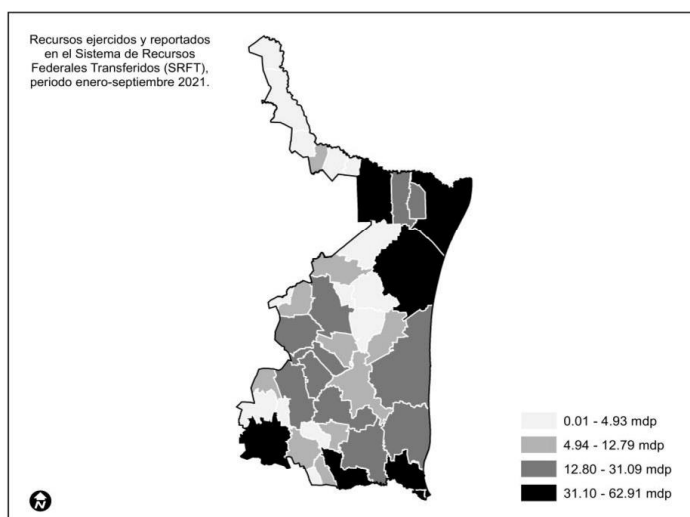 Recursos ejercidos y reportados
en el Sistema de Recursos
Federales Transferidos (SRFT),
periodo enero-septiembre 2021.
0.01 - 4.93 mdp
4.94 - 12.79 mdp
12.80 - 31.09 mdp
31.10 - 62.91 mdp
N